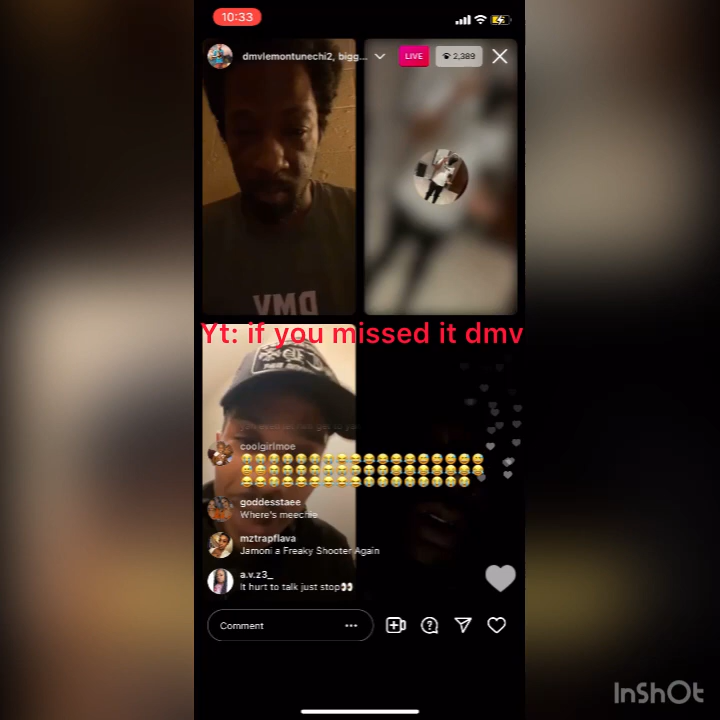 10:33
dmvlemontunechi2, bigg...
LIVE
2,389
DMV
Yt: if you missed it dmv
coolgirlmoe
😭😭😭😭😭😭😂😂😂😂😂😂😂😂😂😂😂😂
goddesstaee
Where's meechie
mztrapflava
Jamoni a Freaky Shooter Again
a.v.z3_
It hurt to talk just stop👀
Comment
InShOt